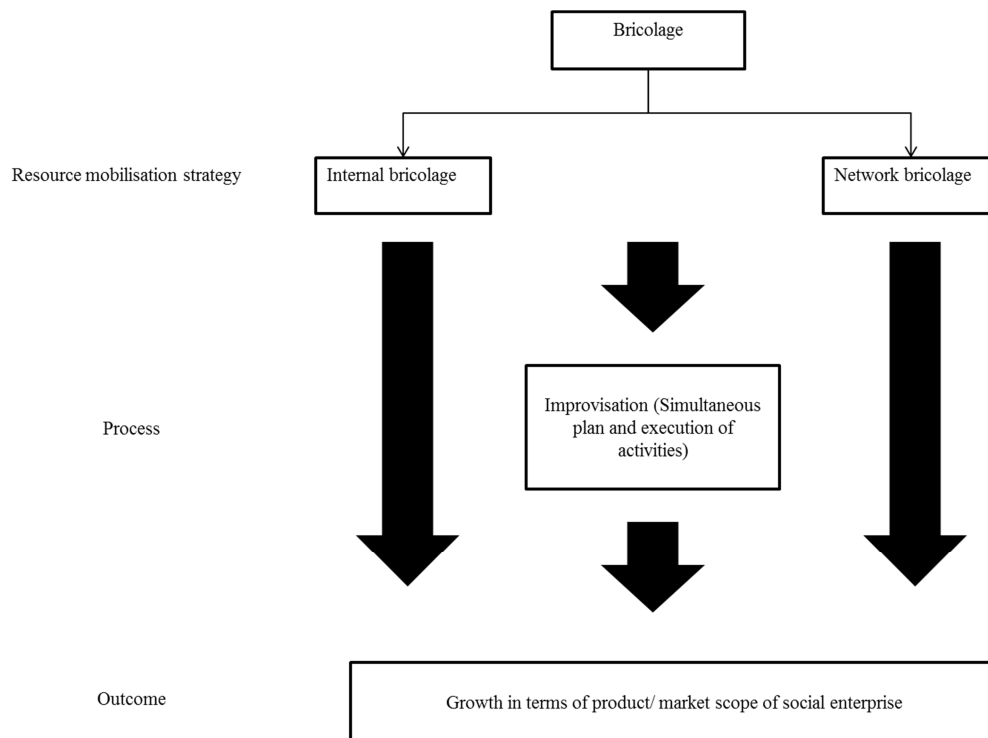 Bricolage
Resource mobilisation strategy
Internal bricolage
Network bricolage
Process
Improvisation (Simultaneous
plan and execution of
activities)
Outcome
Growth in terms of product/ market scope of social enterprise